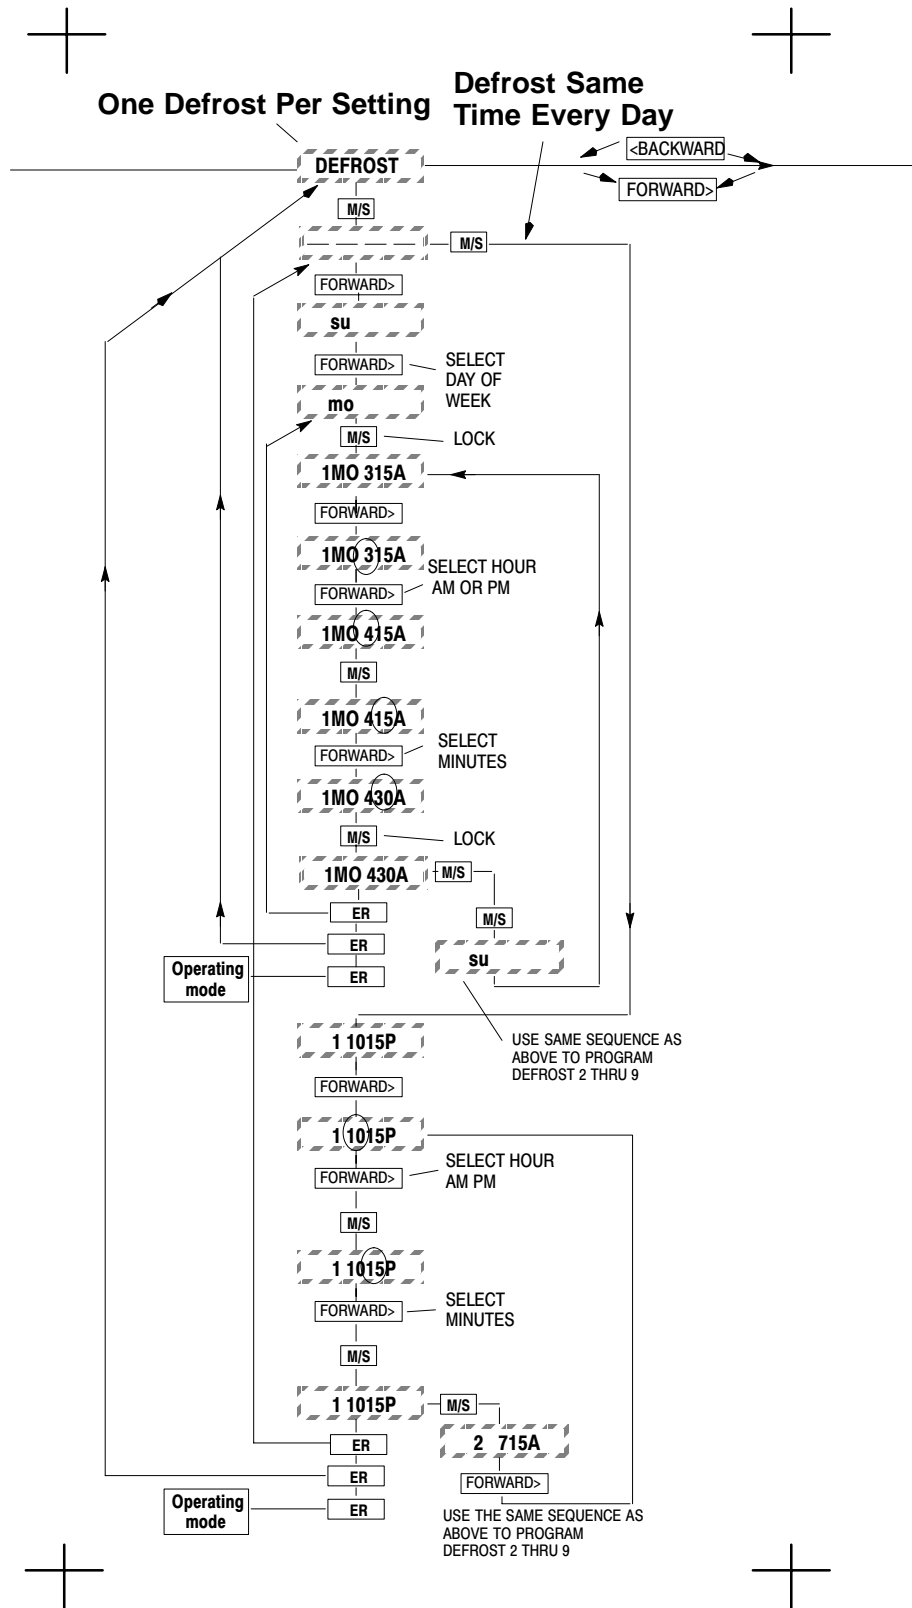 One Defrost Per Setting
Defrost Same
Time Every Day
<BACKWARD
FORWARD>
DEFROST
M/S
— — — — — —
M/S
FORWARD>
su
FORWARD>
SELECT
DAY OF
WEEK
mo
M/S
LOCK
1MO 315A
FORWARD>
1MO 315A
SELECT HOUR
AM OR PM
FORWARD>
1MO 415A
M/S
1MO 415A
FORWARD>
SELECT
MINUTES
1MO 430A
M/S
LOCK
1MO 430A
M/S
ER
M/S
ER
su
Operating
mode
ER
1 1015P
USE SAME SEQUENCE AS
ABOVE TO PROGRAM
DEFROST 2 THRU 9
FORWARD>
1 1015P
FORWARD>
SELECT HOUR
AM PM
M/S
1 1015P
FORWARD>
SELECT
MINUTES
M/S
1 1015P
M/S
ER
2 715A
ER
FORWARD>
Operating
mode
ER
USE THE SAME SEQUENCE AS
ABOVE TO PROGRAM
DEFROST 2 THRU 9